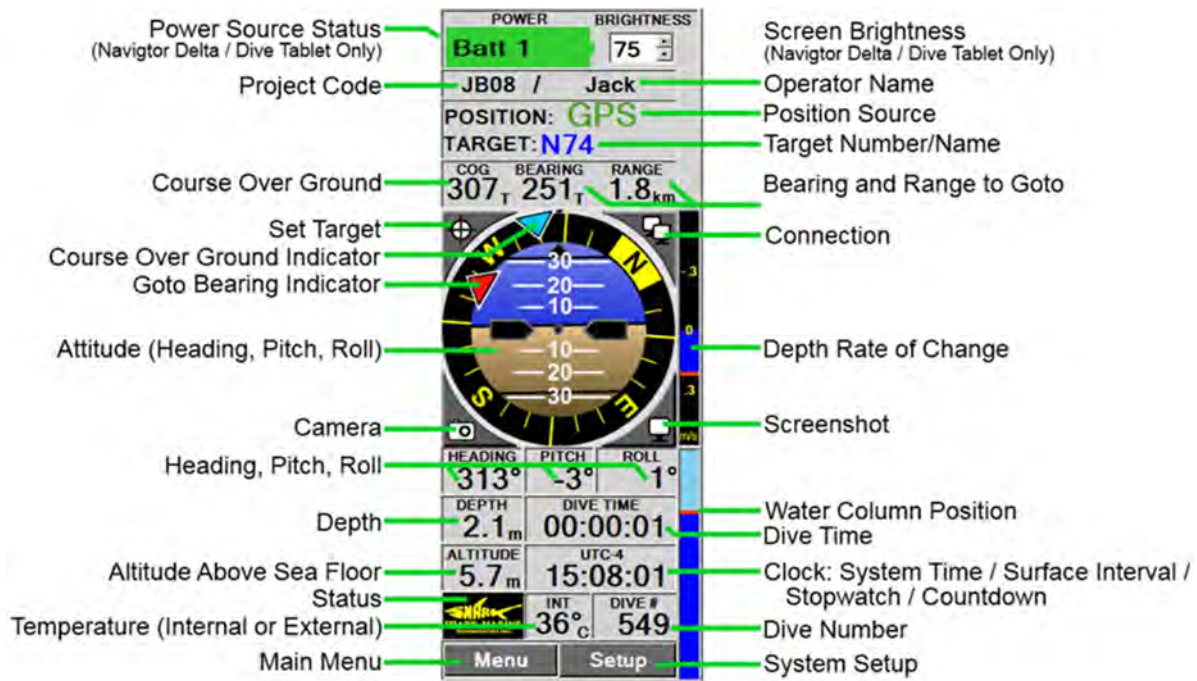 Power Source Status
(Navigtor Delta / Dive Tablet Only)
POWER
BRIGHTNESS
Batt 1
75
Screen Brightness
(Navigtor Delta / Dive Tablet Only)
Project Code
JB08 / Jack
Operator Name
POSITION: GPS
Position Source
TARGET: N74
Target Number/Name
COG BEARING RANGE
Course Over Ground
307T 251T 1.8km
Bearing and Range to Goto
Set Target
Connection
Course Over Ground Indicator
Goto Bearing Indicator
W
N
30
20
10
-.3
0
Attitude (Heading, Pitch, Roll)
Depth Rate of Change
10
20
30
.3
S
E
m/s
Camera
Screenshot
HEADING PITCH ROLL
Heading, Pitch, Roll
313° -3° 1°
DEPTH DIVE TIME
Water Column Position
Depth
2.1m 00:00:01
Dive Time
ALTITUDE UTC-4
Altitude Above Sea Floor
5.7m 15:08:01
Clock: System Time / Surface Interval /
Stopwatch / Countdown
Status
INT DIVE #
Temperature (Internal or External)
36°C 549
Dive Number
Main Menu
Menu Setup
System Setup